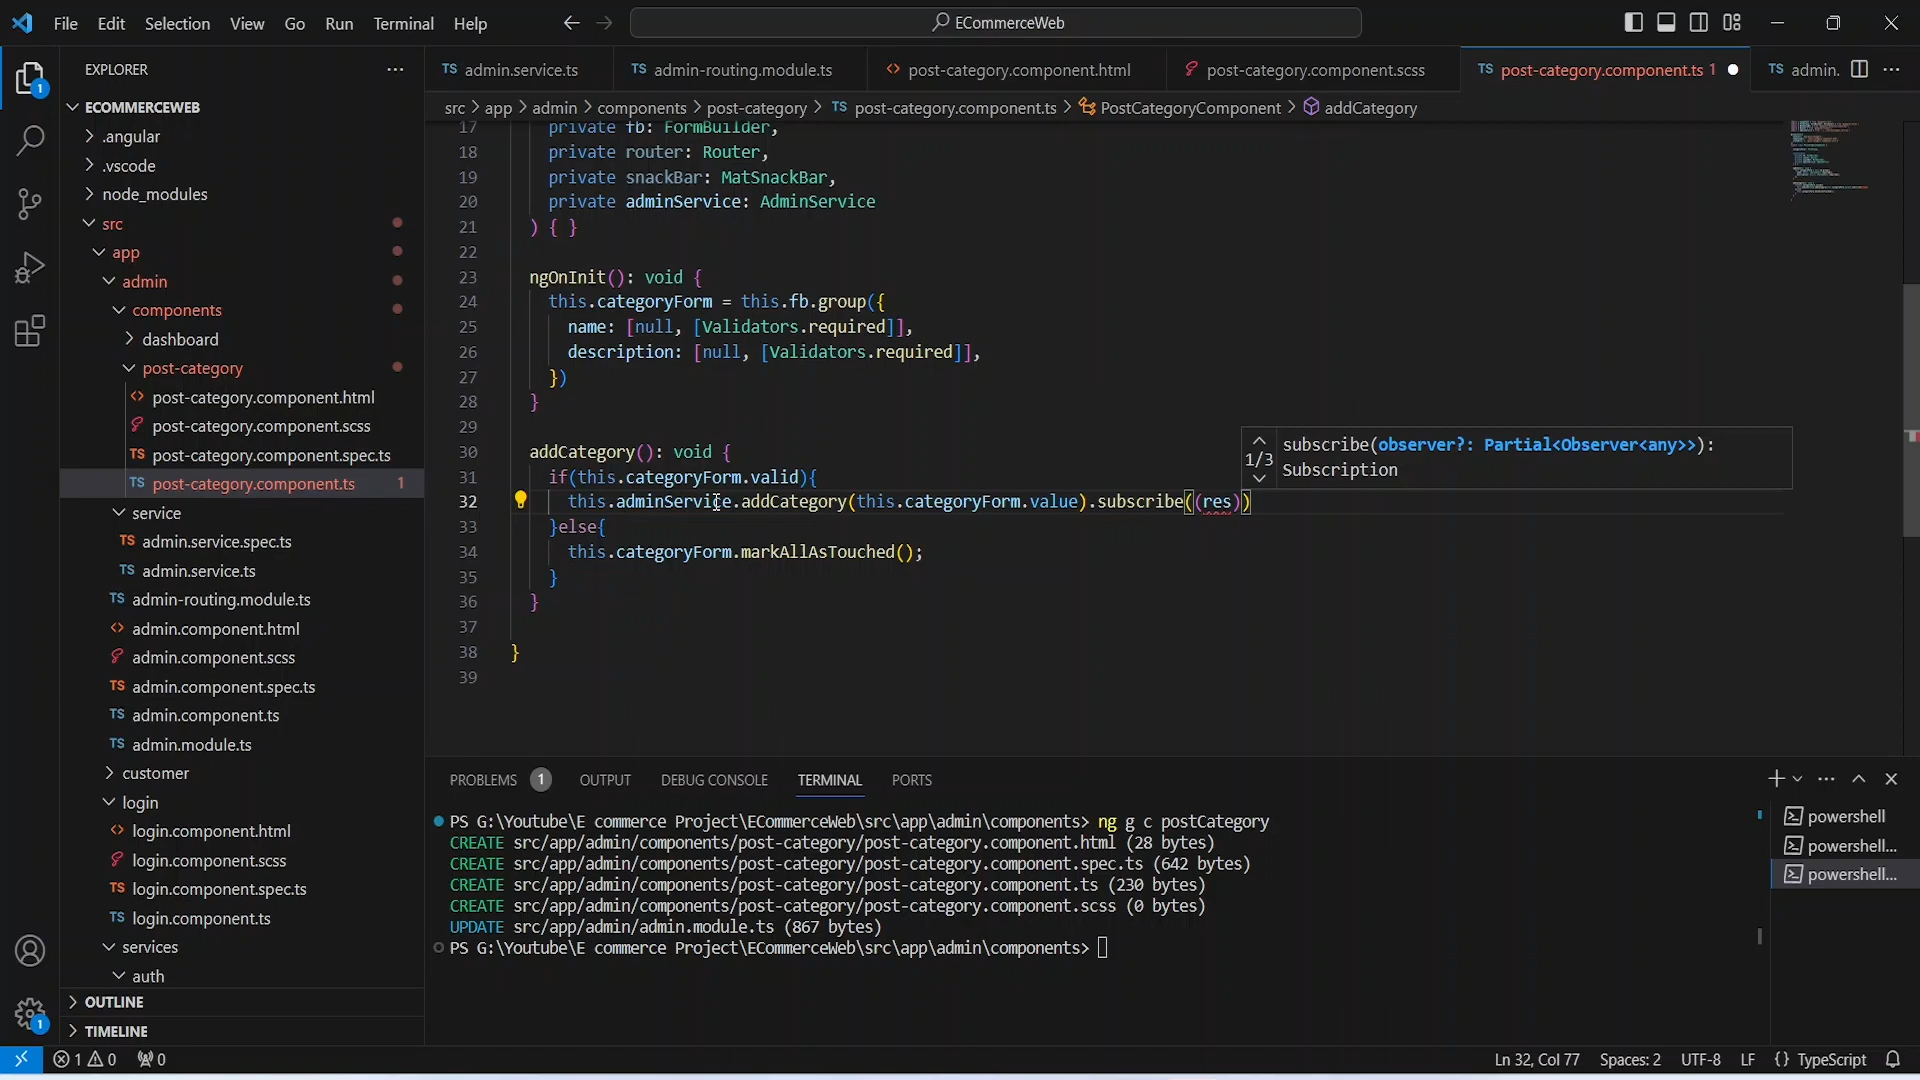 File Edit Selection View Go Run Terminal Help
ECommerceWeb
EXPLORER
1
ECOMMERCEWEB
.angular
.vscode
node_modules
src
app
admin
components
dashboard
post-category
post-category.component.html
post-category.component.scss
TS post-category.component.spec.ts
TS post-category.component.ts 1
service
TS admin.service.spec.ts
TS admin.service.ts
TS admin-routing.module.ts
admin.component.html
admin.component.scss
TS admin.component.spec.ts
TS admin.component.ts
TS admin.module.ts
customer
login
login.component.html
login.component.scss
TS login.component.spec.ts
TS login.component.ts
services
auth
OUTLINE
TIMELINE
1
TS admin.service.ts TS admin-routing.module.ts post-category.component.html post-category.component.scss TS post-category.component.ts 1 TS admin.
src > app > admin > components > post-category > TS post-category.component.ts > PostCategoryComponent > addCategory
17 private fb: FormBuilder,
18 private router: Router,
19 private snackBar: MatSnackBar,
20 private adminService: AdminService
21 ) { }
22
23 ngOnInit(): void {
24 this.categoryForm = this.fb.group({
25 name: [null, [Validators.required]],
26 description: [null, [Validators.required]],
27 })
28 }
29
30 addCategory(): void {
31 if(this.categoryForm.valid){
32 this.adminService.addCategory(this.categoryForm.value).subscribe((res))
33 }else{
34 this.categoryForm.markAllAsTouched();
35 }
36 }
37
38 }
39
1/3 subscribe(observer?: Partial<Observer<any>>):
Subscription
PROBLEMS 1 OUTPUT DEBUG CONSOLE TERMINAL PORTS
PS G:\Youtube\E commerce Project\ECommerceWeb\src\app\admin\components> ng g c postCategory
CREATE src/app/admin/components/post-category/post-category.component.html (28 bytes)
CREATE src/app/admin/components/post-category/post-category.component.spec.ts (642 bytes)
CREATE src/app/admin/components/post-category/post-category.component.ts (230 bytes)
CREATE src/app/admin/components/post-category/post-category.component.scss (0 bytes)
UPDATE src/app/admin/admin.module.ts (867 bytes)
PS G:\Youtube\E commerce Project\ECommerceWeb\src\app\admin\components>
powershell
powershell...
powershell...
1 0 0
Ln 32, Col 77 Spaces: 2 UTF-8 LF {} TypeScript